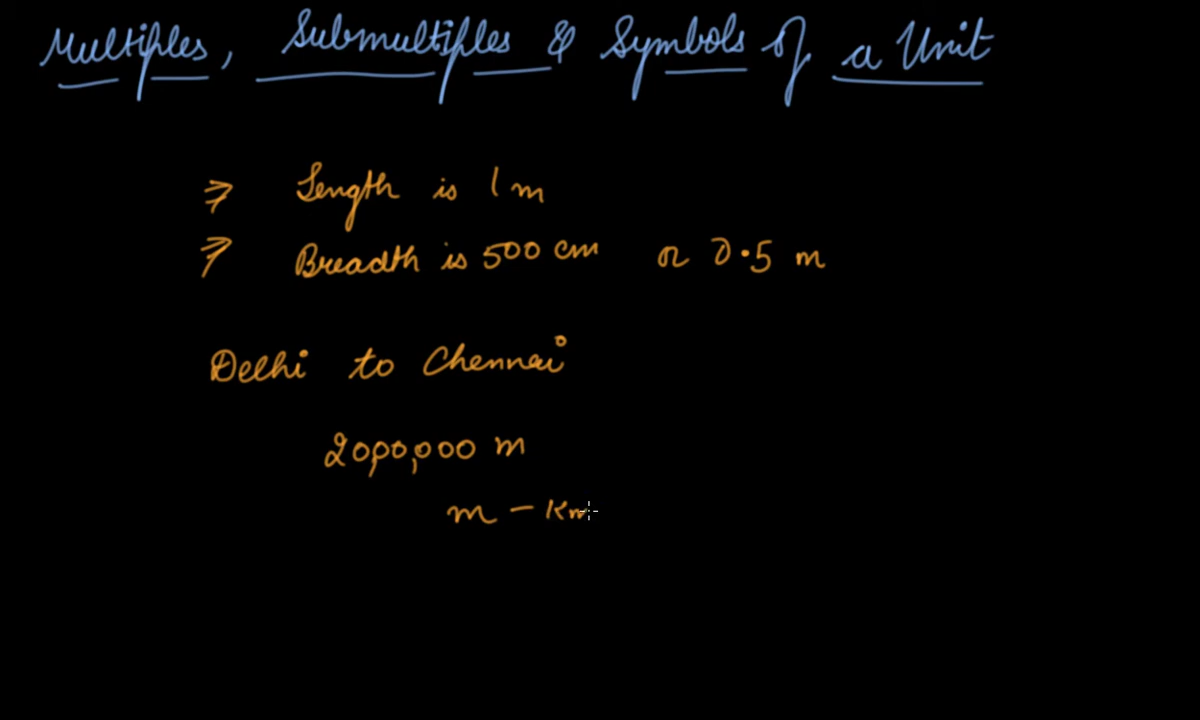 Multiples, Submultiples & Symbols of a Unit
⇒ Length is 1 m
⇒ Breadth is 500 cm or 0.5 m
Delhi to Chennai
2000,000 m
m - Km